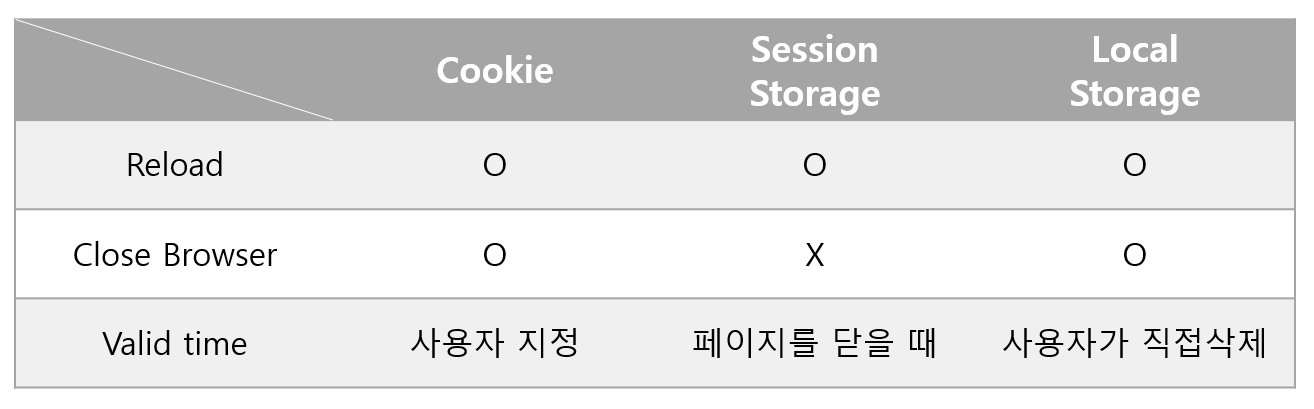 Cookie
Session
Storage
Local
Storage
Reload
O
O
O
Close Browser
O
X
O
Valid time
사용자 지정
페이지를 닫을 때
사용자가 직접삭제